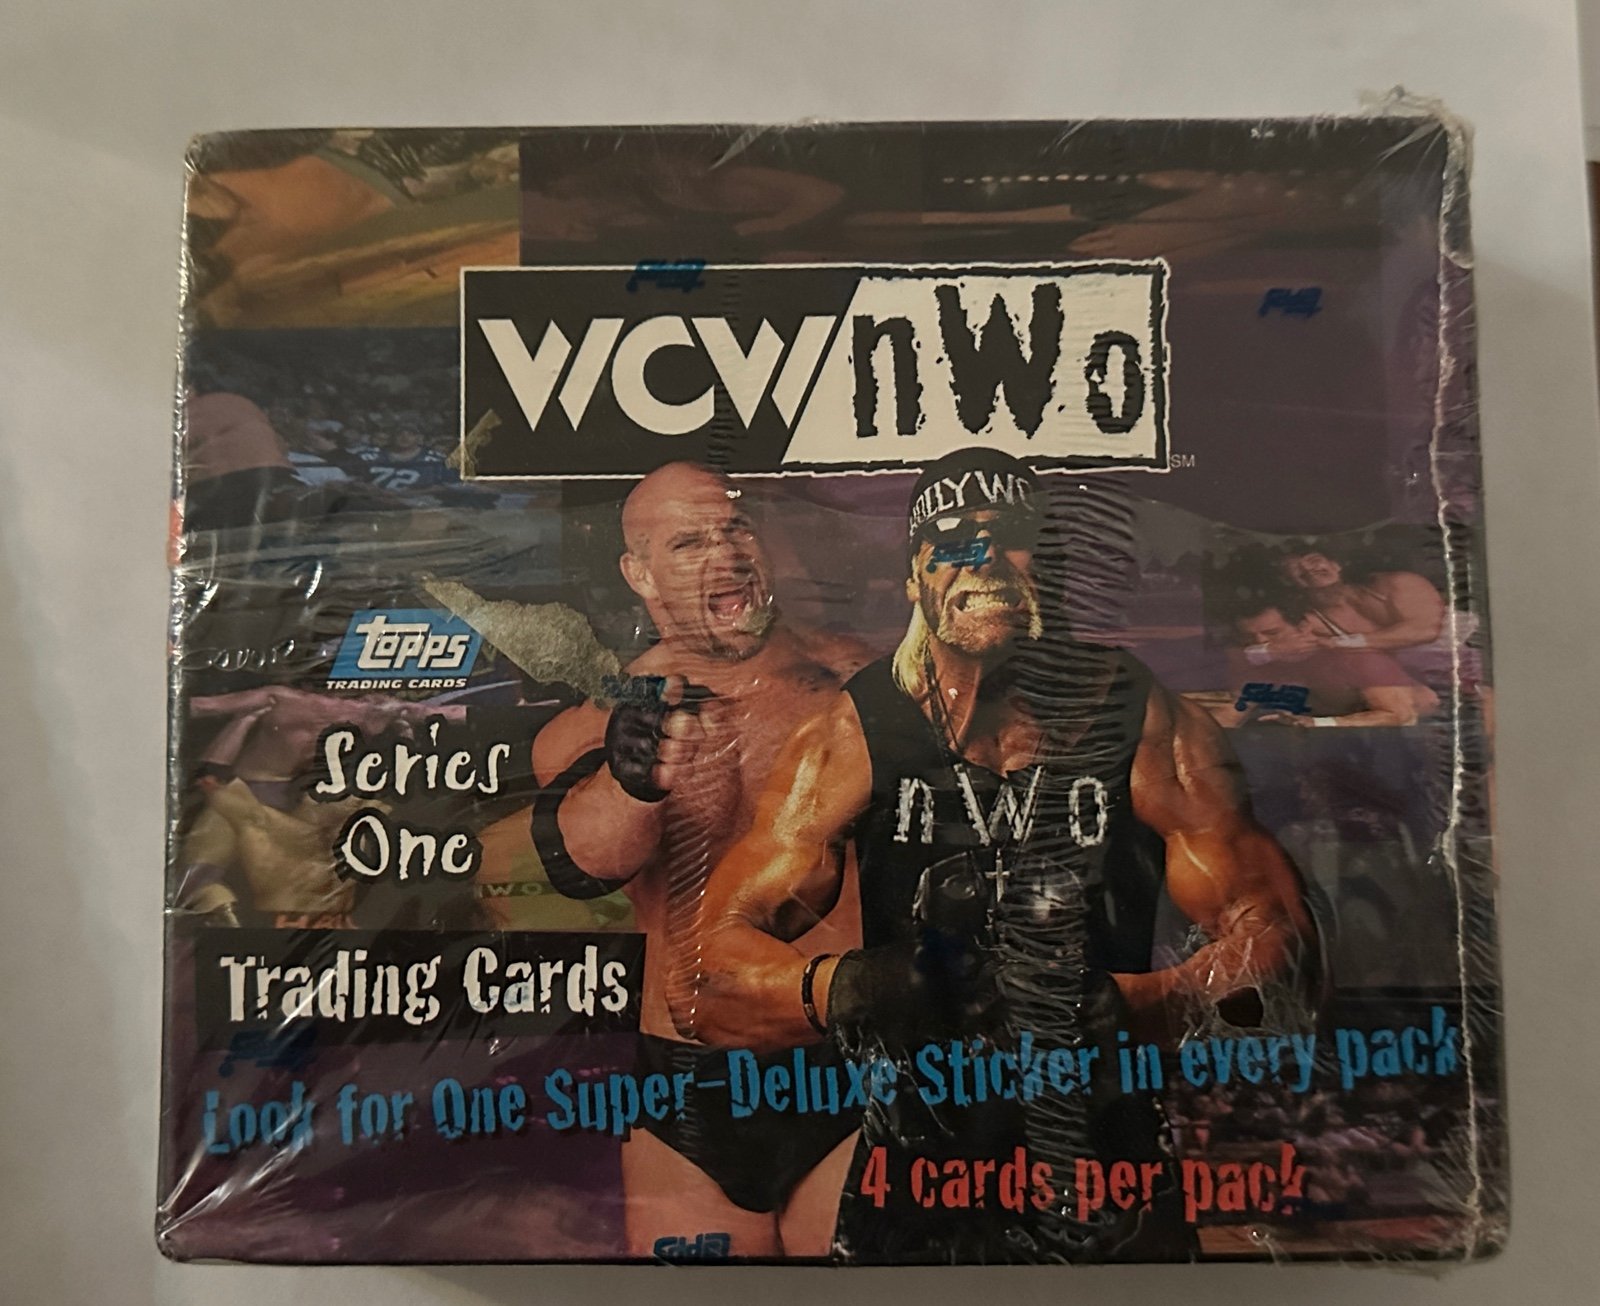 WCW/nWo
SM
72
HOLLYWO
topps
TRADING CARDS
Series
One
nWo
Trading Cards
Look for One Super-Deluxe Sticker in every pack
4 cards per pack